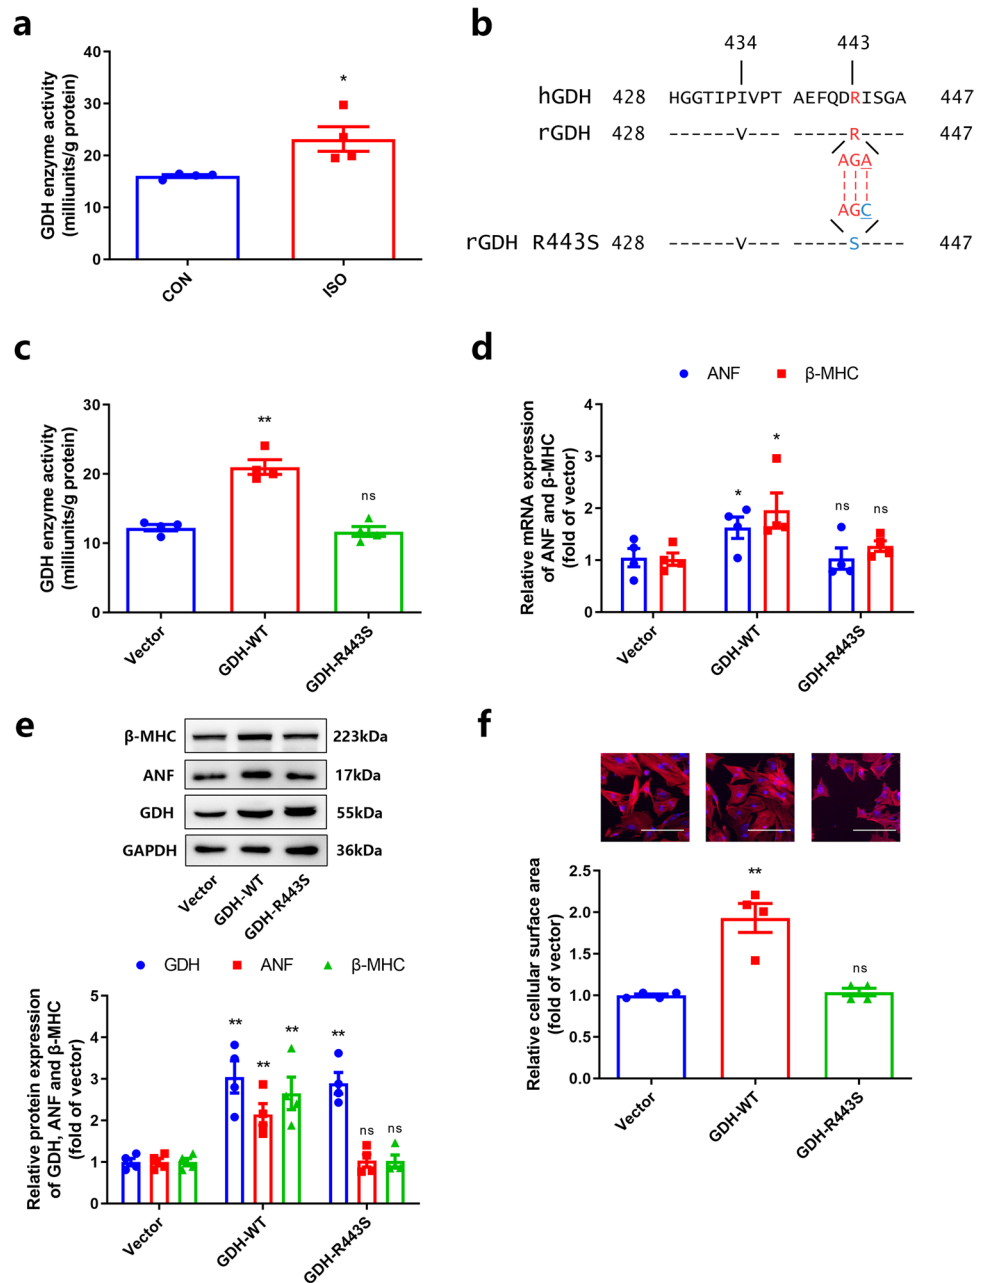 a
GDH enzyme activity
(milliunits/g protein)
40
30
20
10
0
*
CON
ISO
b
434 443
hGDH 428 HGGTIPIVPT AEFQDRISGA 447
rGDH 428 ------V--- -----R---- 447
AGA
AGC
rGDH R443S 428 ------V--- -----S---- 447
c
GDH enzyme activity
(milliunits/g protein)
30
20
10
0
**
ns
Vector
GDH-WT
GDH-R443S
d
ANF β-MHC
Relative mRNA expression
of ANF and β-MHC
(fold of vector)
4
3
2
1
0
* * ns ns
Vector
GDH-WT
GDH-R443S
e
β-MHC 223kDa
ANF 17kDa
GDH 55kDa
GAPDH 36kDa
Vector
GDH-WT
GDH-R443S
GDH ANF β-MHC
Relative protein expression
of GDH, ANF and β-MHC
(fold of vector)
5
4
3
2
1
0
** ** ** ** ns ns
Vector
GDH-WT
GDH-R443S
f
Relative cellular surface area
(fold of vector)
2.5
2.0
1.5
1.0
0.5
0.0
**
ns
Vector
GDH-WT
GDH-R443S